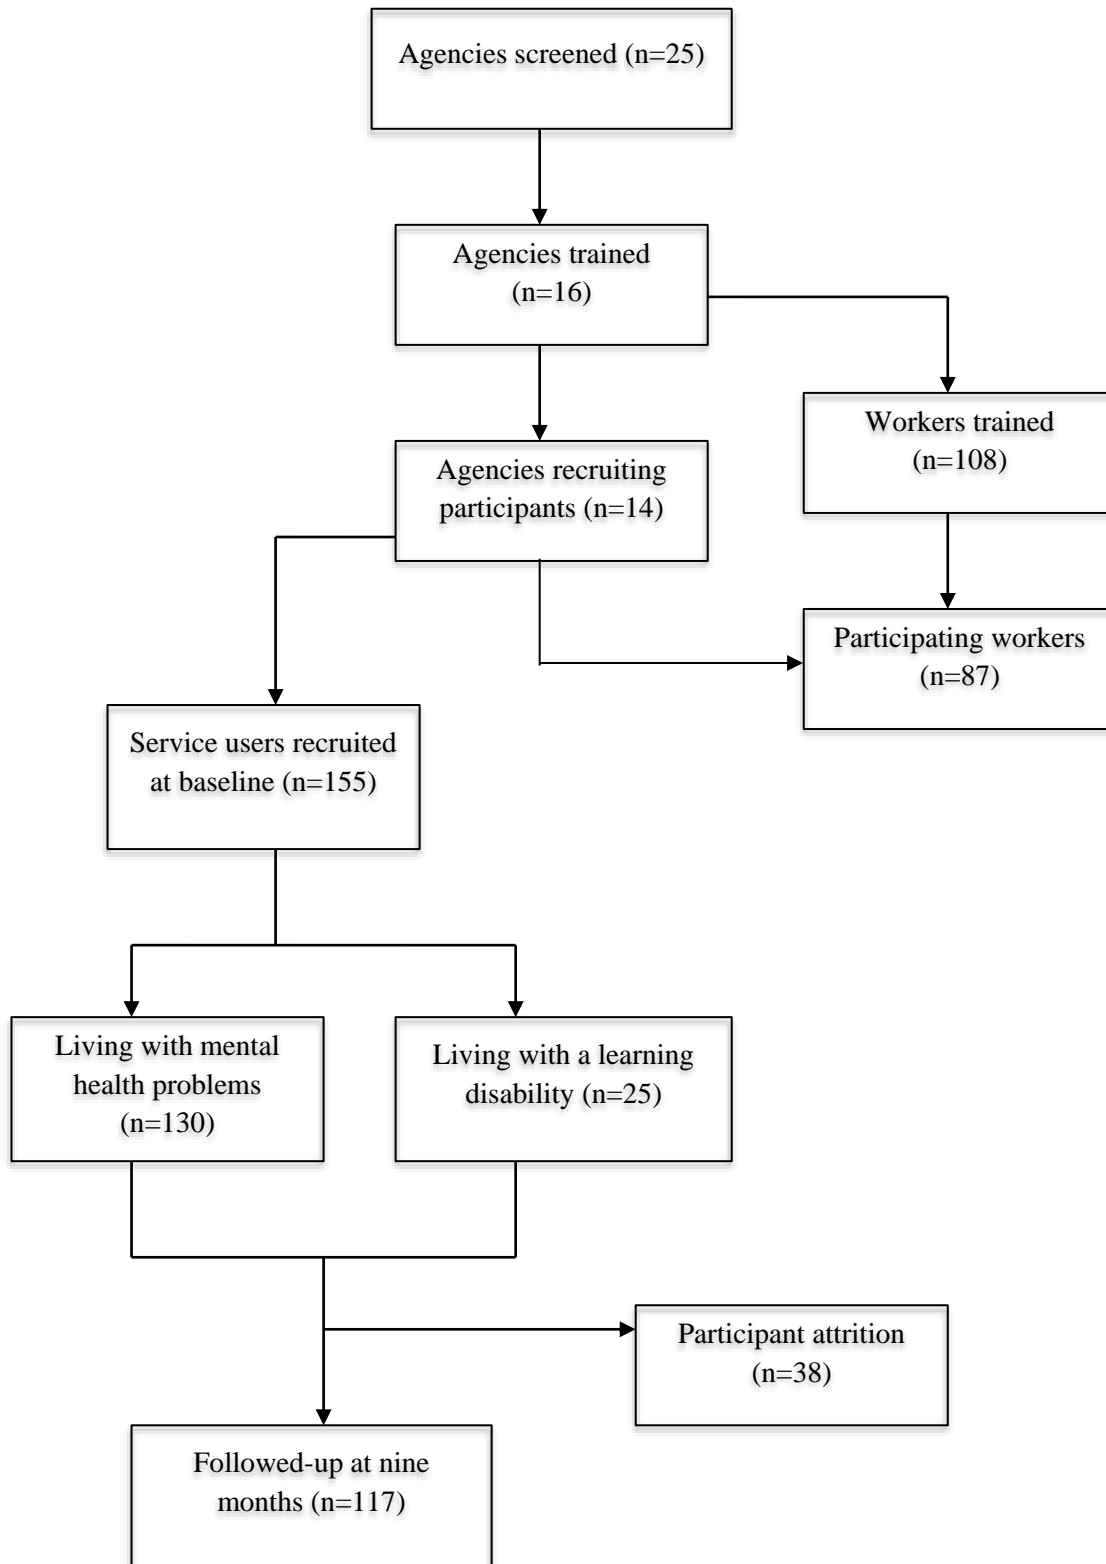 Agencies screened (n=25)
Agencies trained
(n=16)
Workers trained
(n=108)
Agencies recruiting
participants (n=14)
Participating workers
(n=87)
Service users recruited
at baseline (n=155)
Living with mental
health problems
(n=130)
Living with a learning
disability (n=25)
Participant attrition
(n=38)
Followed-up at nine
months (n=117)